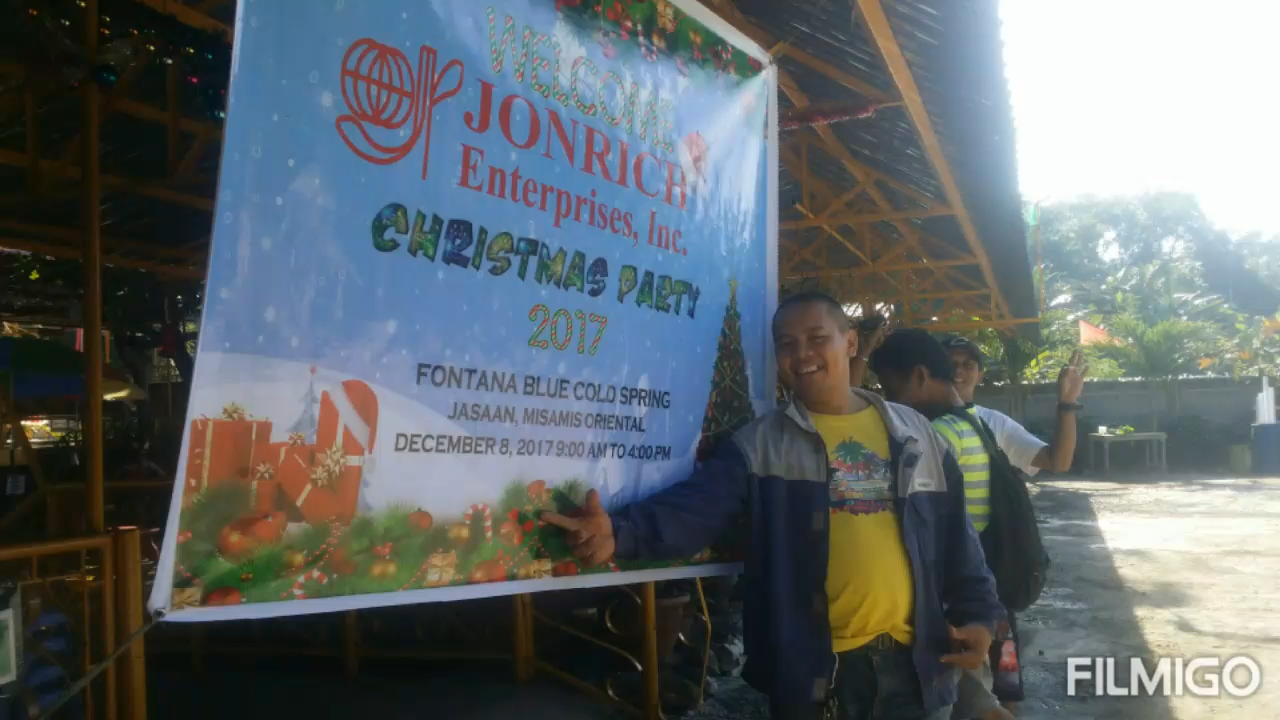 WELCOME
JONRICH
Enterprises, Inc.
CHRISTMAS PARTY
2017
FONTANA BLUE COLD SPRING
JASAAN, MISAMIS ORIENTAL
DECEMBER 8, 2017 9:00 AM TO 4:00 PM
FILMIGO